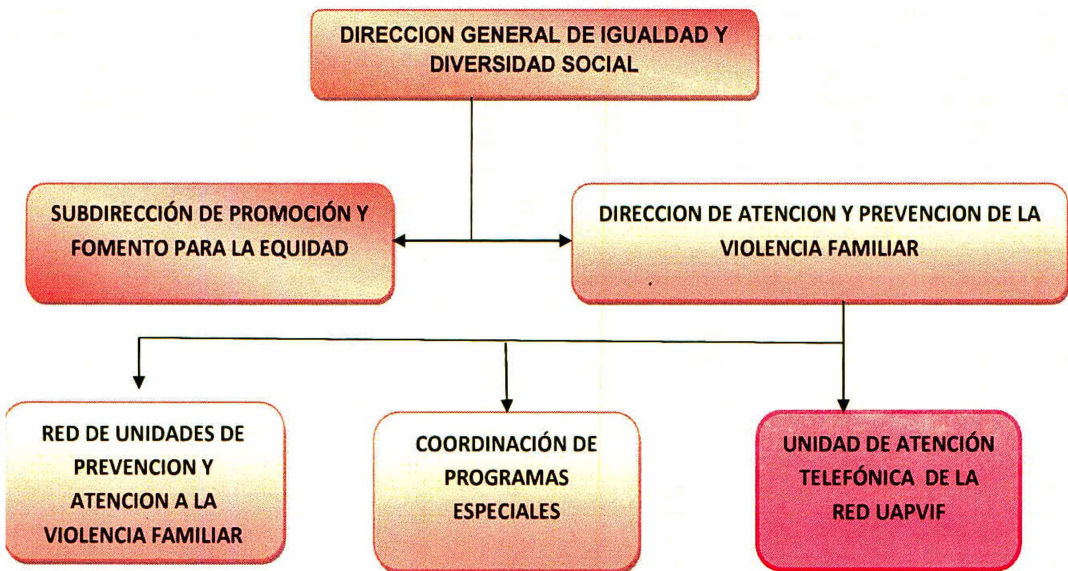 DIRECCION GENERAL DE IGUALDAD Y
DIVERSIDAD SOCIAL
SUBDIRECCIÓN DE PROMOCIÓN Y
FOMENTO PARA LA EQUIDAD
DIRECCION DE ATENCION Y PREVENCION DE LA
VIOLENCIA FAMILIAR
RED DE UNIDADES DE
PREVENCION Y
ATENCION A LA
VIOLENCIA FAMILIAR
COORDINACIÓN DE
PROGRAMAS
ESPECIALES
UNIDAD DE ATENCIÓN
TELEFÓNICA DE LA
RED UAPVIF